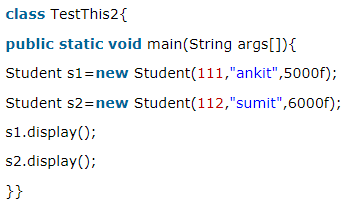 class TestThis2{
public static void main(String args[]){
Student s1=new Student(111,"ankit",5000f);
Student s2=new Student(112,"sumit",6000f);
s1.display();
s2.display();
}}